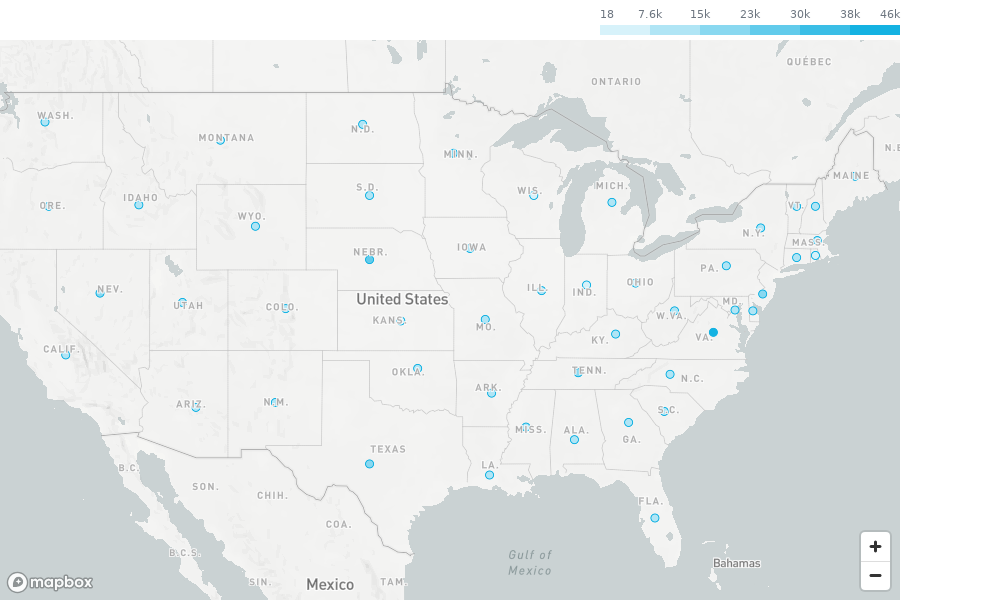 18 7.6k 15k 23k 30k 38k 46k
QUÉBEC
ONTARIO
WASH.
N.D.
MONTANA
MINN.
N.B
MAINE
S.D.
WIS.
MICH.
IDAHO
ORE.
VT.
WYO.
N.Y.
MASS.
IOWA
NEBR.
PA.
OHIO
NEV.
ILL.
IND.
United States
MD.
UTAH
COLO.
KANS.
MO.
W.VA.
VA.
KY.
CALIF.
OKLA.
TENN.
N.C.
ARK.
ARIZ.
N.M.
S.C.
MISS.
ALA.
GA.
TEXAS
LA.
B.C.
SON.
CHIH.
FLA.
COA.
B.C.S.
Gulf of
Mexico
Bahamas
SIN.
Mexico
TAM.
mapbox
+
−